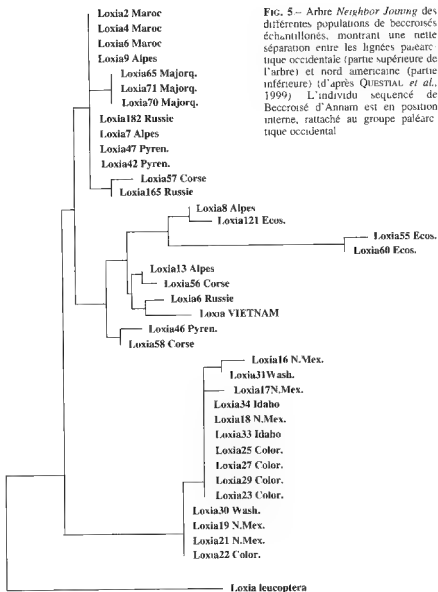 Loxia2 Maroc
Loxia4 Maroc
Loxia6 Maroc
Loxia9 Alpes
Loxia65 Majorq.
Loxia71 Majorq.
Loxia70 Majorq.
Loxia182 Russie
Loxia7 Alpes
Loxia47 Pyren.
Loxia42 Pyren.
Loxia57 Corse
Loxia165 Russie
Loxia8 Alpes
Loxia121 Ecos.
Loxia55 Ecos.
Loxia60 Ecos.
Loxia13 Alpes
Loxia56 Corse
Loxia6 Russie
Loxia VIETNAM
Loxia46 Pyren.
Loxia58 Corse
Loxia16 N.Mex.
Loxia31Wash.
Loxia17N.Mex.
Loxia34 Idaho
Loxia18 N.Mex.
Loxia33 Idaho
Loxia25 Color.
Loxia27 Color.
Loxia29 Color.
Loxia23 Color.
Loxia30 Wash.
Loxia19 N.Mex.
Loxia21 N.Mex.
Loxia22 Color.
Loxia leucoptera
FIG. 5.– Arbre Neighbor Joining des
différentes populations de beccroisés
échantillonés, montrant une nette
séparation entre les lignées paléarc-
tique occidentale (partie supérieure de
l'arbre) et nord américaine (partie
inférieure) (d'après QUESTIAL et al.,
1999) L'individu sequencé de
Beccroisé d'Annam est en position
interne, rattaché au groupe paléarc
tique occidental